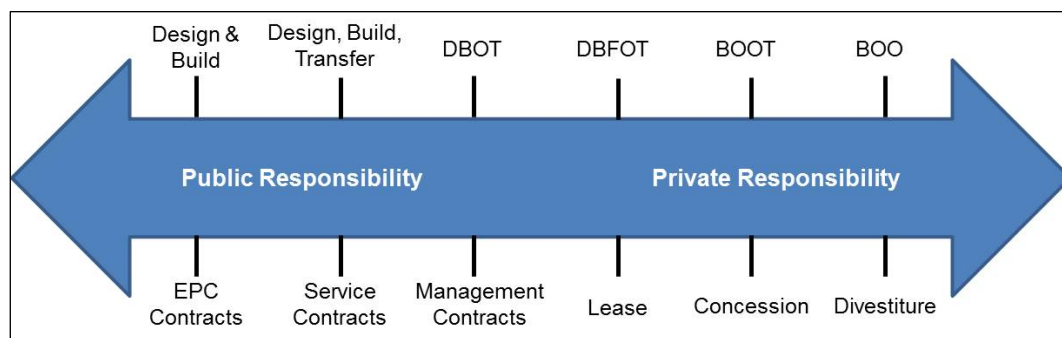 Design &
Build
Design, Build,
Transfer
DBOT
DBFOT
BOOT
BOO
Public Responsibility
Private Responsibility
EPC
Contracts
Service
Contracts
Management
Contracts
Lease
Concession
Divestiture